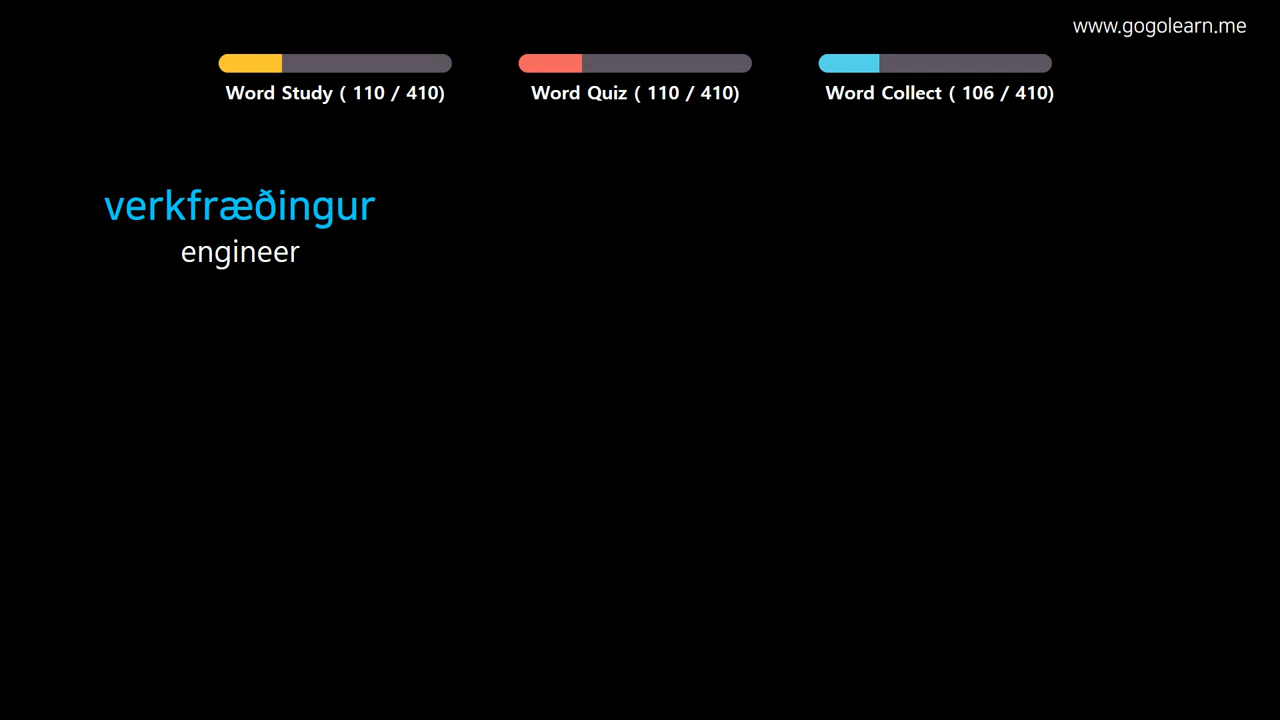 www.gogolearn.me
Word Study ( 110 / 410)
Word Quiz ( 110 / 410)
Word Collect ( 106 / 410)
verkfræðingur
engineer